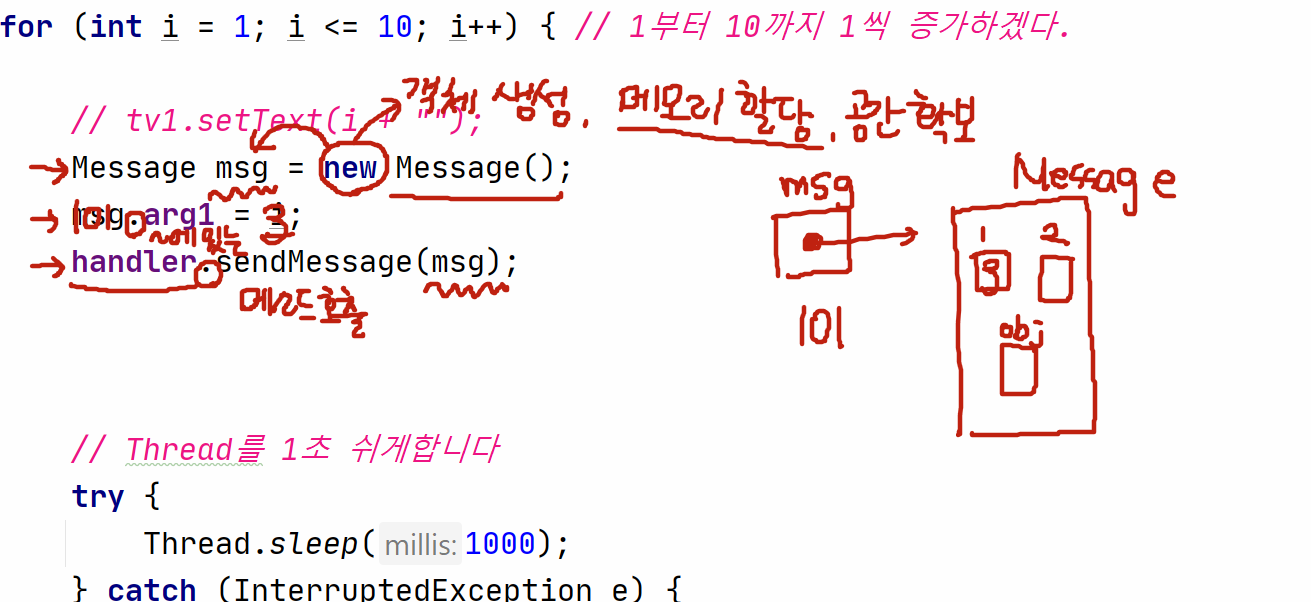 for (int i = 1; i <= 10; i++) { // 1부터 10까지 1씩 증가하겠다.
객체 생성, 메모리 할당, 공간 확보
// tv1.setText(i + "");
Message msg = new Message();
msg Message
msg.arg1 = i;
101 에 있는 3
1 2
3
handler.sendMessage(msg);
메서드 호출
101
obj
// Thread를 1초 쉬게합니다
try {
Thread.sleep( millis: 1000);
} catch (InterruptedException e) {